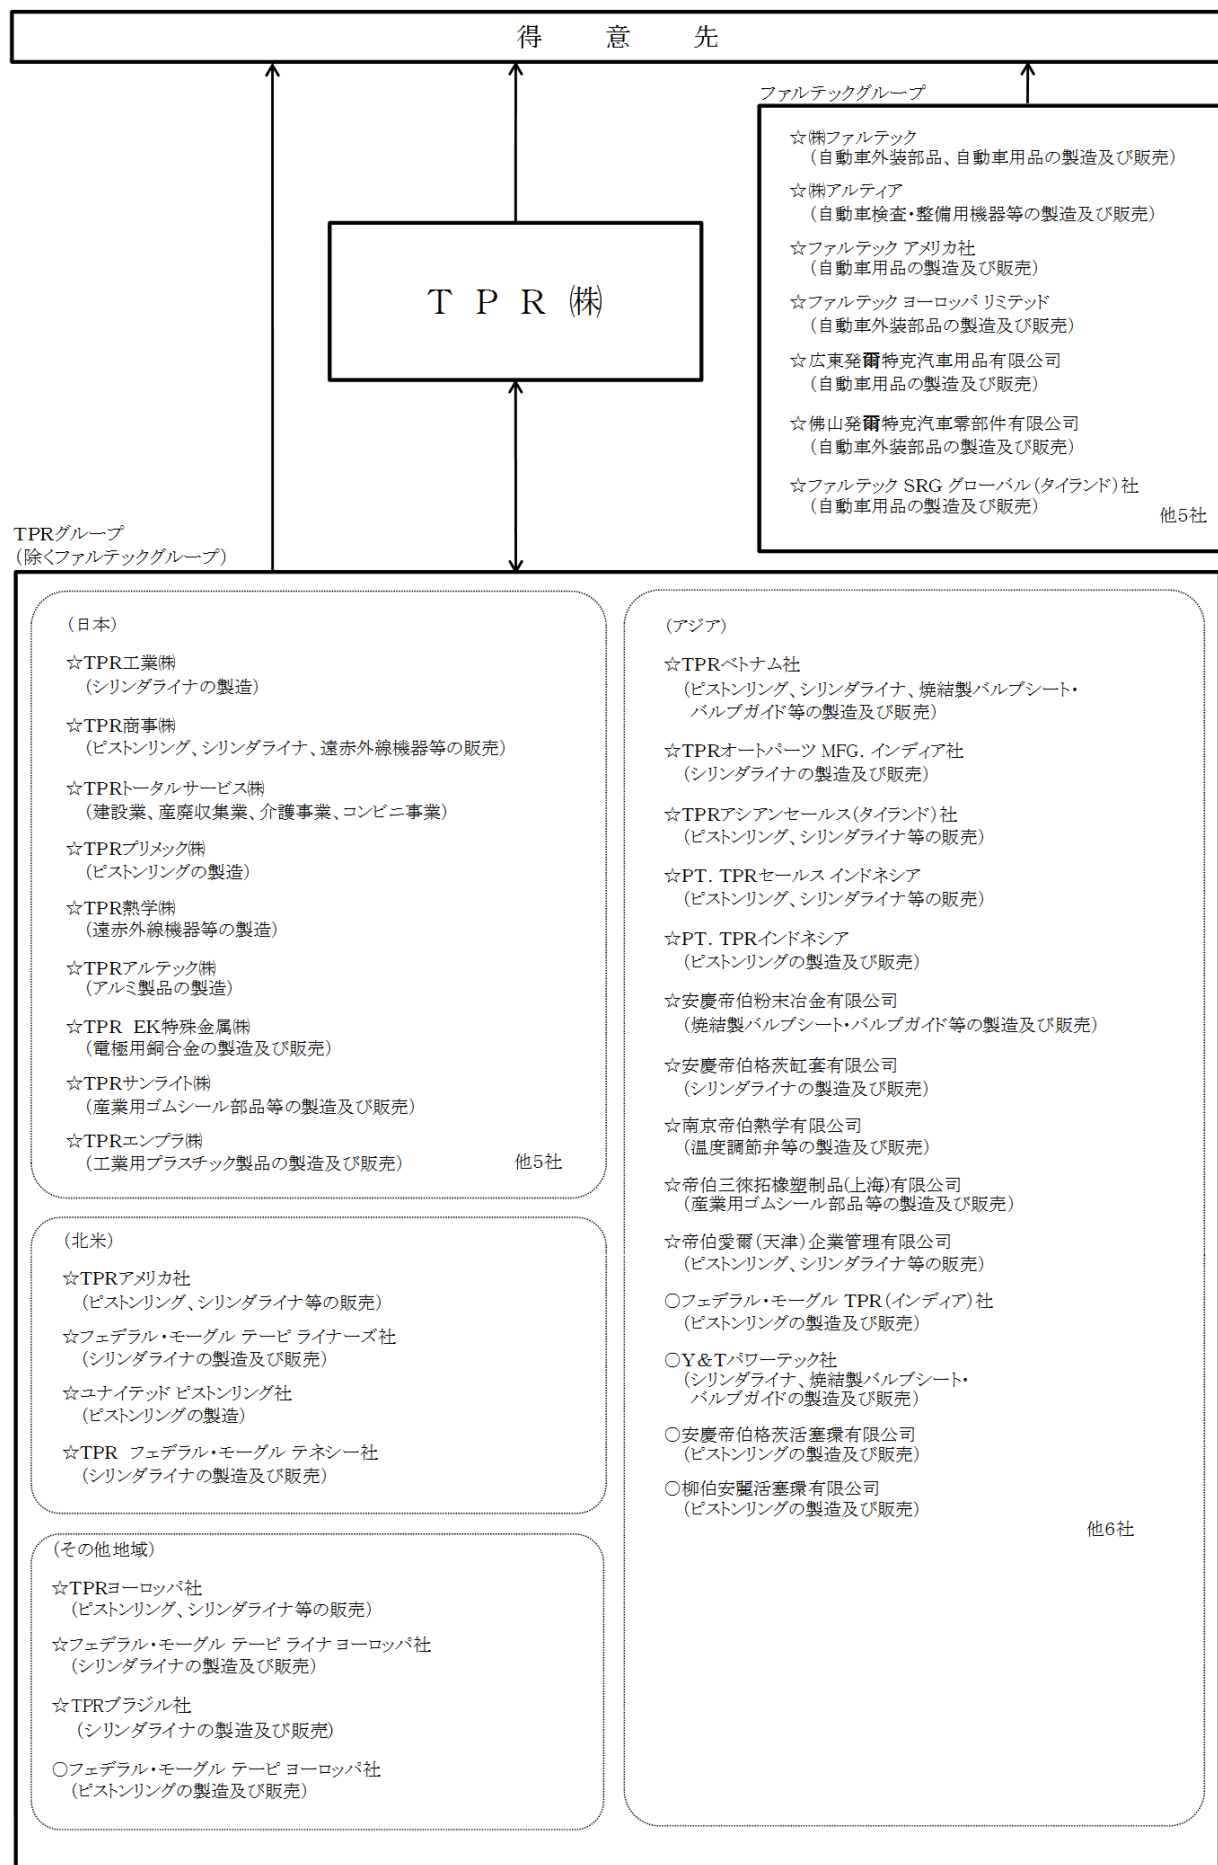 得意先
ファルテックグループ
☆㈱ファルテック
(自動車外装部品、自動車用品の製造及び販売)
☆㈱アルティア
(自動車検査・整備用機器等の製造及び販売)
☆ファルテック アメリカ社
(自動車用品の製造及び販売)
☆ファルテック ヨーロッパ リミテッド
(自動車外装部品の製造及び販売)
☆広東発爾特克汽車用品有限公司
(自動車用品の製造及び販売)
☆佛山発爾特克汽車零部件有限公司
(自動車外装部品の製造及び販売)
☆ファルテック SRG グローバル(タイランド)社
(自動車用品の製造及び販売)
他5社
TPR㈱
TPRグループ
(除くファルテックグループ)
(日本)
☆TPR工業㈱
(シリンダライナの製造)
☆TPR商事㈱
(ピストンリング、シリンダライナ、遠赤外線機器等の販売)
☆TPRトータルサービス㈱
(建設業、産廃収集業、介護事業、コンビニ事業)
☆TPRプリメック㈱
(ピストンリングの製造)
☆TPR熱学㈱
(遠赤外線機器等の製造)
☆TPRアルテック㈱
(アルミ製品の製造)
☆TPR EK特殊金属㈱
(電極用銅合金の製造及び販売)
☆TPRサンライト㈱
(産業用ゴムシール部品等の製造及び販売)
☆TPRエンプラ㈱
(工業用プラスチック製品の製造及び販売)
他5社
(北米)
☆TPRアメリカ社
(ピストンリング、シリンダライナ等の販売)
☆フェデラル・モーグル テーピ ライナーズ社
(シリンダライナの製造及び販売)
☆ユナイテッド ピストンリング社
(ピストンリングの製造)
☆TPR フェデラル・モーグル テネシー社
(シリンダライナの製造及び販売)
(その他地域)
☆TPRヨーロッパ社
(ピストンリング、シリンダライナ等の販売)
☆フェデラル・モーグル テーピ ライナ ヨーロッパ社
(シリンダライナの製造及び販売)
☆TPRブラジル社
(シリンダライナの製造及び販売)
○フェデラル・モーグル テーピ ヨーロッパ社
(ピストンリングの製造及び販売)
(アジア)
☆TPRベトナム社
(ピストンリング、シリンダライナ、焼結製バルブシート・
バルブガイド等の製造及び販売)
☆TPRオートパーツ MFG. インディア社
(シリンダライナの製造及び販売)
☆TPRアシアンセールス(タイランド)社
(ピストンリング、シリンダライナ等の販売)
☆PT. TPRセールス インドネシア
(ピストンリング、シリンダライナ等の販売)
☆PT. TPRインドネシア
(ピストンリングの製造及び販売)
☆安慶帝伯粉末冶金有限公司
(焼結製バルブシート・バルブガイド等の製造及び販売)
☆安慶帝伯格茨缸套有限公司
(シリンダライナの製造及び販売)
☆南京帝伯熱学有限公司
(温度調節弁等の製造及び販売)
☆帝伯三徠拓橡塑制品(上海)有限公司
(産業用ゴムシール部品等の製造及び販売)
☆帝伯愛爾(天津)企業管理有限公司
(ピストンリング、シリンダライナ等の販売)
○フェデラル・モーグル TPR(インディア)社
(ピストンリングの製造及び販売)
○Y&Tパワーテック社
(シリンダライナ、焼結製バルブシート・
バルブガイドの製造及び販売)
○安慶帝伯格茨活塞環有限公司
(ピストンリングの製造及び販売)
○柳伯安麗活塞環有限公司
(ピストンリングの製造及び販売)
他6社